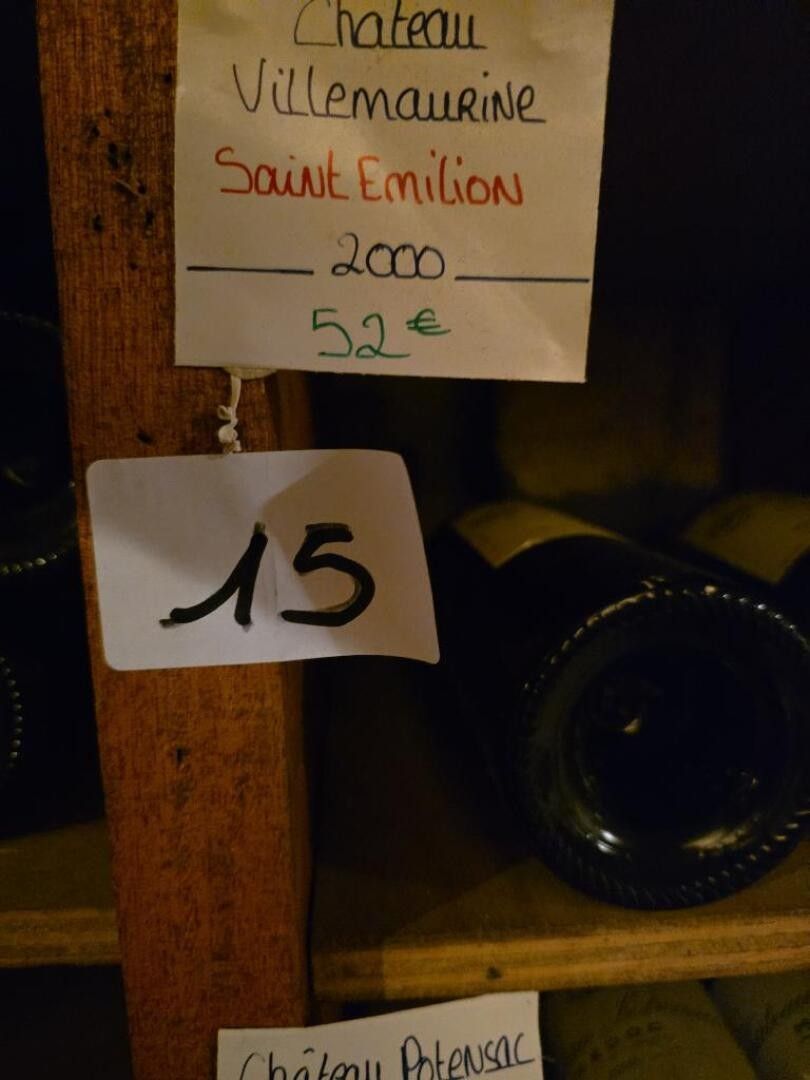 Chateau
Villemaurine
Saint Emilion
2000
52 €
15
Château Potensac